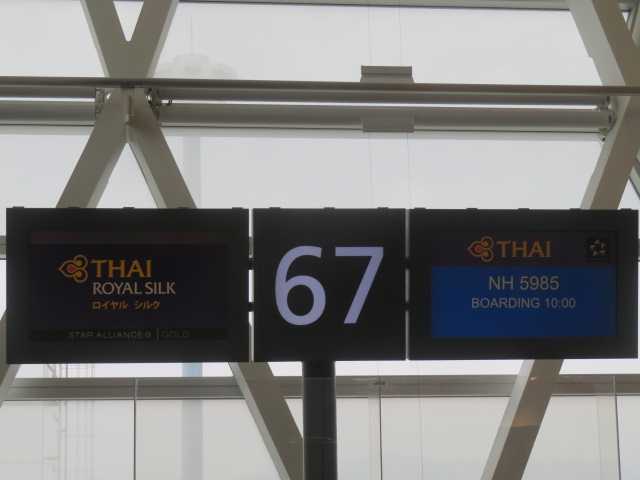 THAI
ROYAL SILK
ロイヤル シルク
STAR ALLIANCE GOLD
67
THAI
NH 5985
BOARDING 10:00